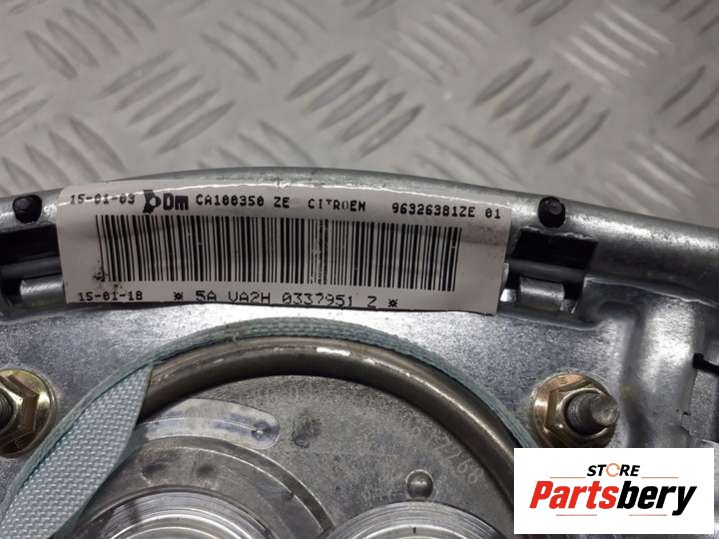 15-01-03 Dm CA100350 ZE CITROEN 96326381ZE 01
15-01-18 * 5A VA2H 0337951 Z *
STORE
Partsbery